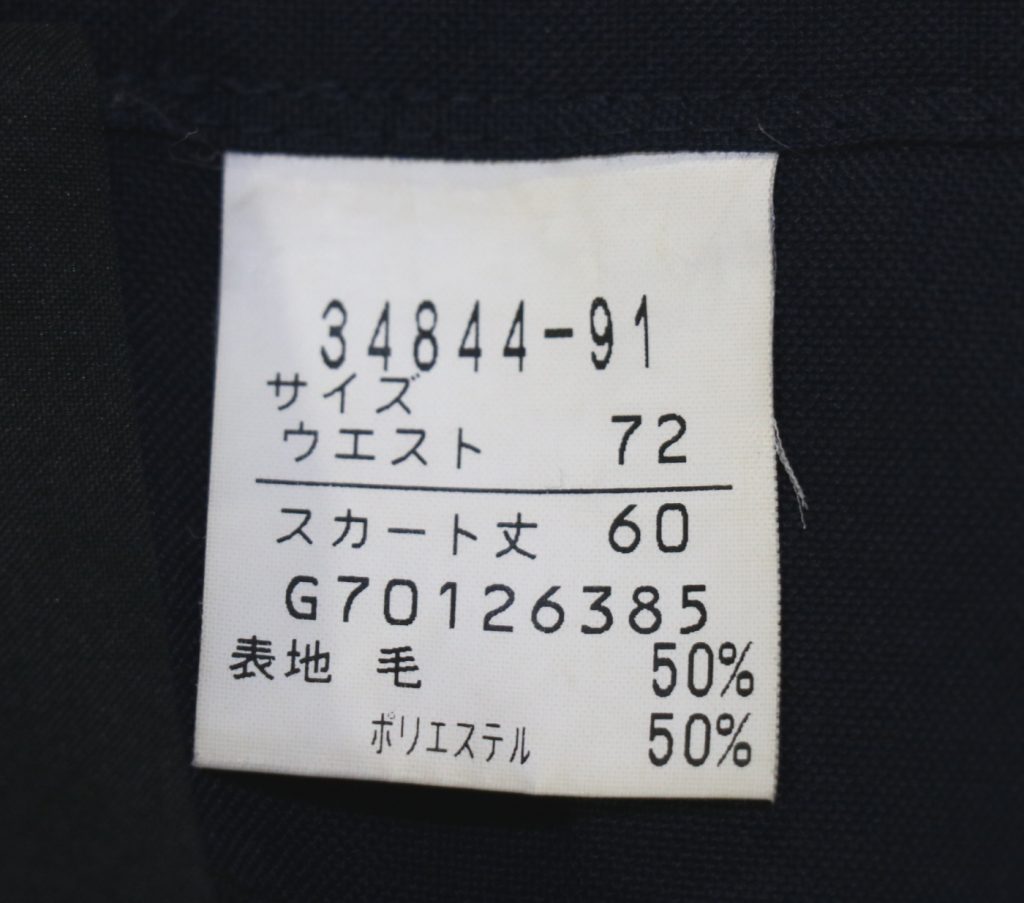 34844-91
サイズ
ウエスト 72
スカート丈 60
G70126385
表地 毛 50%
ポリエステル 50%